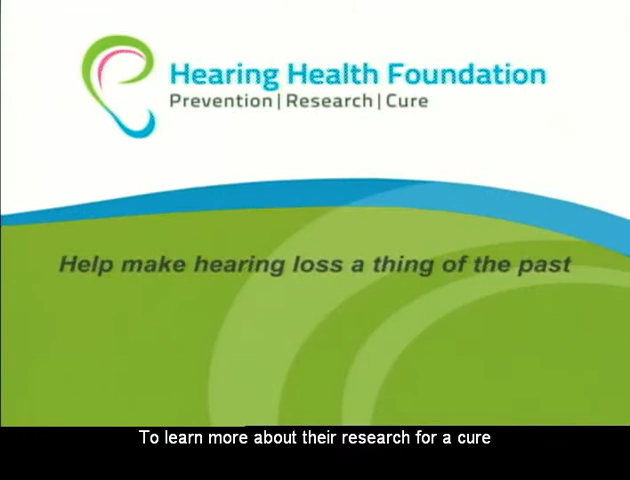 Hearing Health Foundation
Prevention|Research|Cure
Help make hearing loss a thing of the past
To learn more about their research for a cure